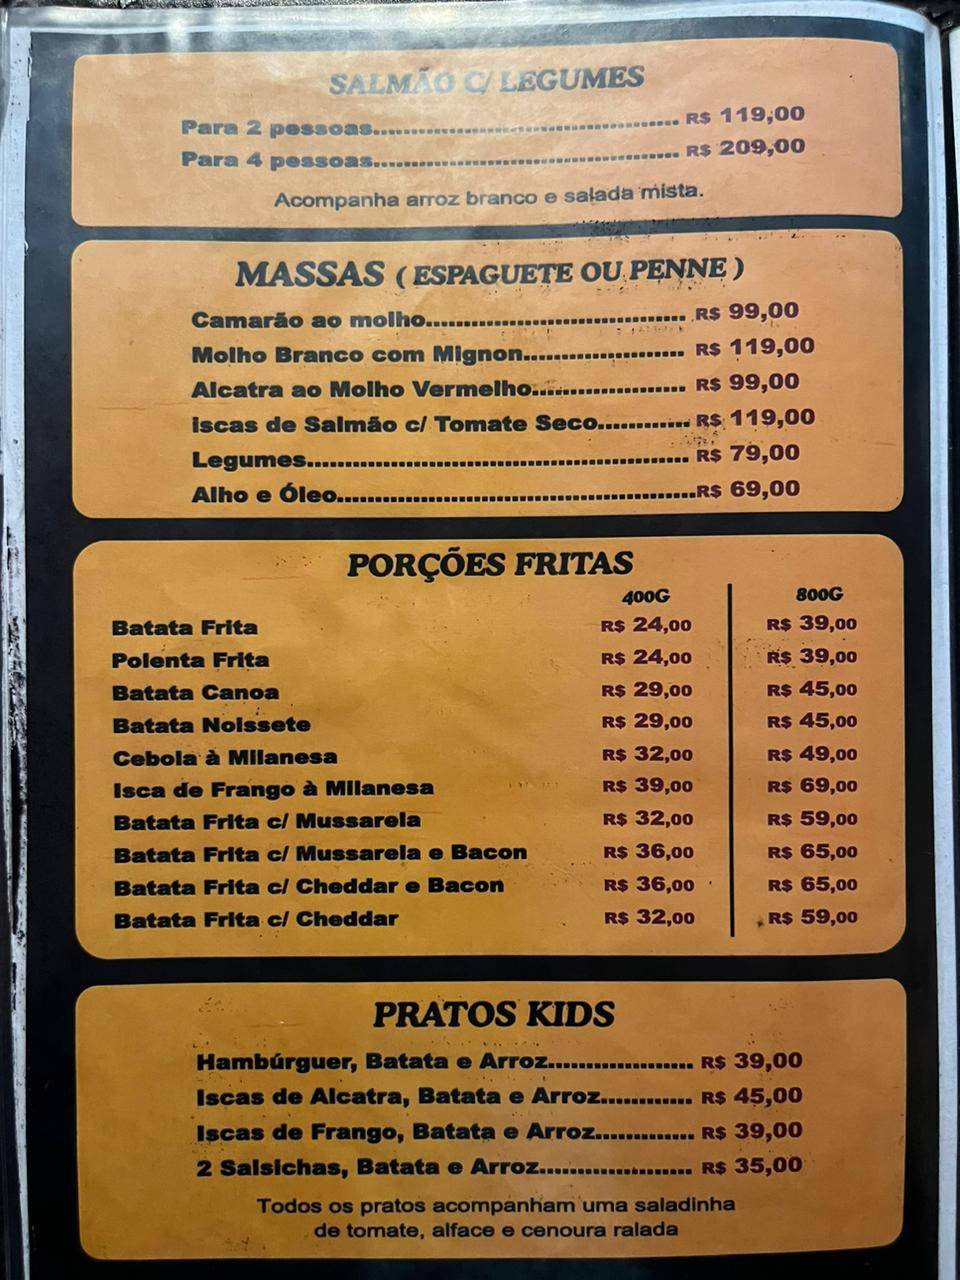 SALMÃO C/ LEGUMES
Para 2 pessoas........................................ R$ 119,00
Para 4 pessoas........................................ R$ 209,00
Acompanha arroz branco e salada mista.
MASSAS ( ESPAGUETE OU PENNE )
Camarão ao molho.................................. R$ 99,00
Molho Branco com Mignon..................... R$ 119,00
Alcatra ao Molho Vermelho.................... R$ 99,00
iscas de Salmão c/ Tomate Seco............ R$ 119,00
Legumes.................................................. R$ 79,00
Alho e Óleo...............................................R$ 69,00
PORÇÕES FRITAS
400G 800G
Batata Frita R$ 24,00 R$ 39,00
Polenta Frita R$ 24,00 R$ 39,00
Batata Canoa R$ 29,00 R$ 45,00
Batata Noissete R$ 29,00 R$ 45,00
Cebola à Milanesa R$ 32,00 R$ 49,00
Isca de Frango à Milanesa R$ 39,00 R$ 69,00
Batata Frita c/ Mussarela R$ 32,00 R$ 59,00
Batata Frita c/ Mussarela e Bacon R$ 36,00 R$ 65,00
Batata Frita c/ Cheddar e Bacon R$ 36,00 R$ 65,00
Batata Frita c/ Cheddar R$ 32,00 R$ 59,00
PRATOS KIDS
Hambúrguer, Batata e Arroz................... R$ 39,00
Iscas de Alcatra, Batata e Arroz............ R$ 45,00
Iscas de Frango, Batata e Arroz............. R$ 39,00
2 Salsichas, Batata e Arroz.................... R$ 35,00
Todos os pratos acompanham uma saladinha
de tomate, alface e cenoura ralada